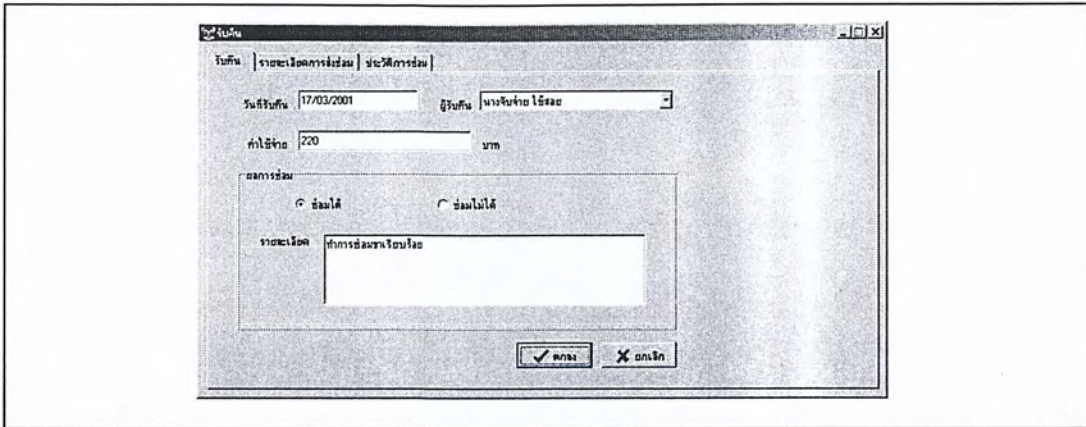 รับคืน
รับคืน รายละเอียดการส่งซ่อม ประวัติการซ่อม
วันที่รับคืน 17/03/2001 ผู้รับคืน นางจับจ่าย ใช้สอย
ค่าใช้จ่าย 220 บาท
ผลการซ่อม
ซ่อมได้ ซ่อมไม่ได้
รายละเอียด ทำการซ่อมขาเรียบร้อย
ตกลง ยกเลิก